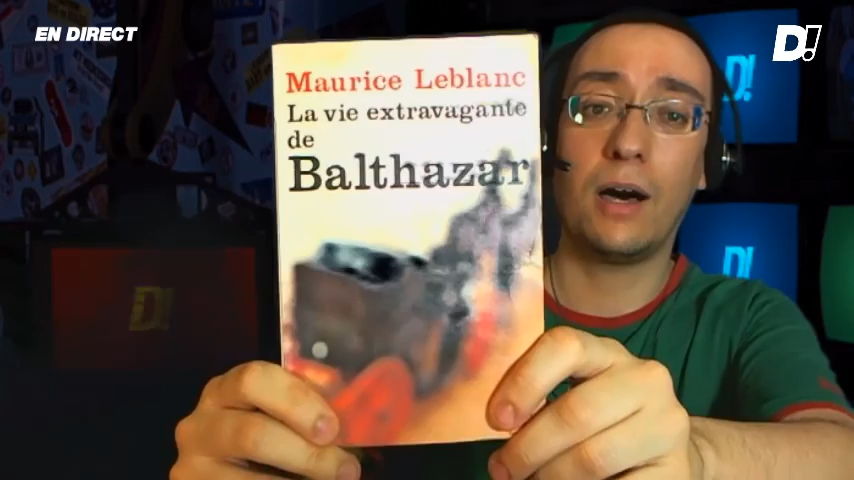 EN DIRECT
D!
Maurice Leblanc
La vie extravagante
de
Balthazar
D!
D!
D!